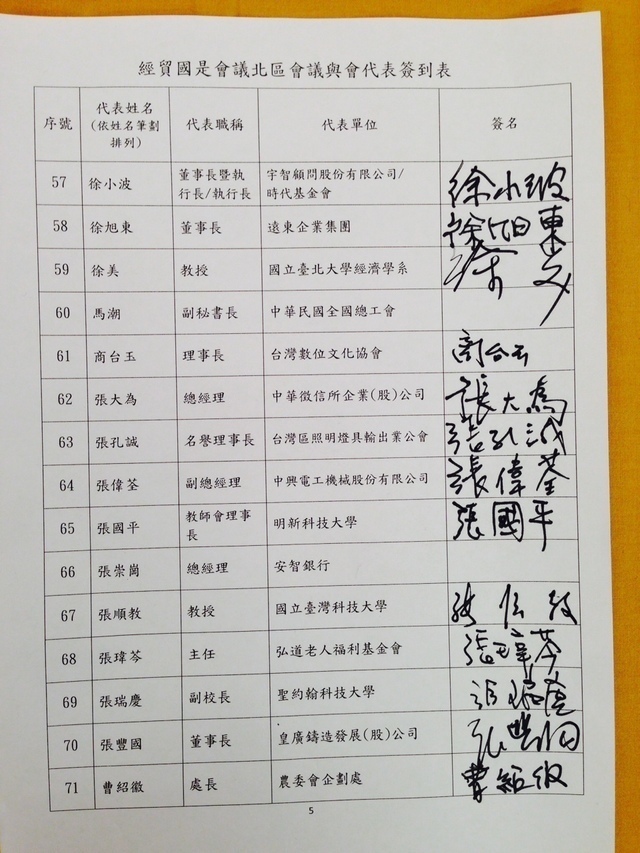 經貿國是會議北區會議與會代表簽到表
序號 代表姓名 (依姓名筆劃排列) 代表職稱 代表單位 簽名
57 徐小波 董事長暨執行長/執行長 宇智顧問股份有限公司/時代基金會 徐小波
58 徐旭東 董事長 遠東企業集團 徐旭東
59 徐美 教授 國立臺北大學經濟學系
60 馬潮 副秘書長 中華民國全國總工會
61 商台玉 理事長 台灣數位文化協會 商台玉
62 張大為 總經理 中華徵信所企業(股)公司 張大為
63 張孔誠 名譽理事長 台灣區照明燈具輸出業公會 張孔誠
64 張偉荃 副總經理 中興電工機械股份有限公司 張偉荃
65 張國平 教師會理事長 明新科技大學 張國平
66 張崇崗 總經理 安智銀行
67 張順教 教授 國立臺灣科技大學
68 張瑋芩 主任 弘道老人福利基金會 張瑋芩
69 張瑞慶 副校長 聖約翰科技大學 張瑞慶
70 張豐國 董事長 皇廣鑄造發展(股)公司 張豐國
71 曹紹徽 處長 農委會企劃處 曹紹徽
5